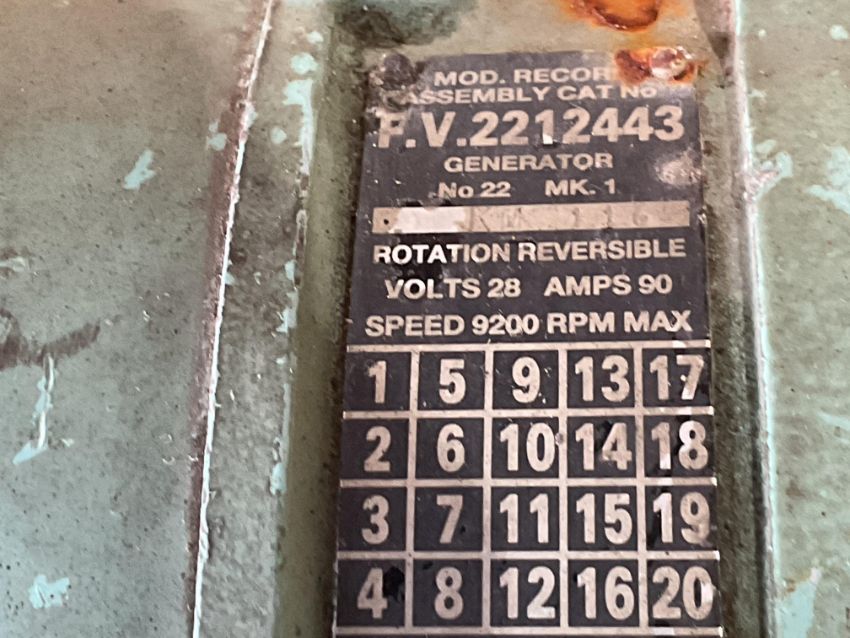 MOD. RECORD
ASSEMBLY CAT No
F.V.2212443
GENERATOR
No 22 MK. 1
ROTATION REVERSIBLE
VOLTS 28 AMPS 90
SPEED 9200 RPM MAX
1 5 9 13 17
2 6 10 14 18
3 7 11 15 19
4 8 12 16 20